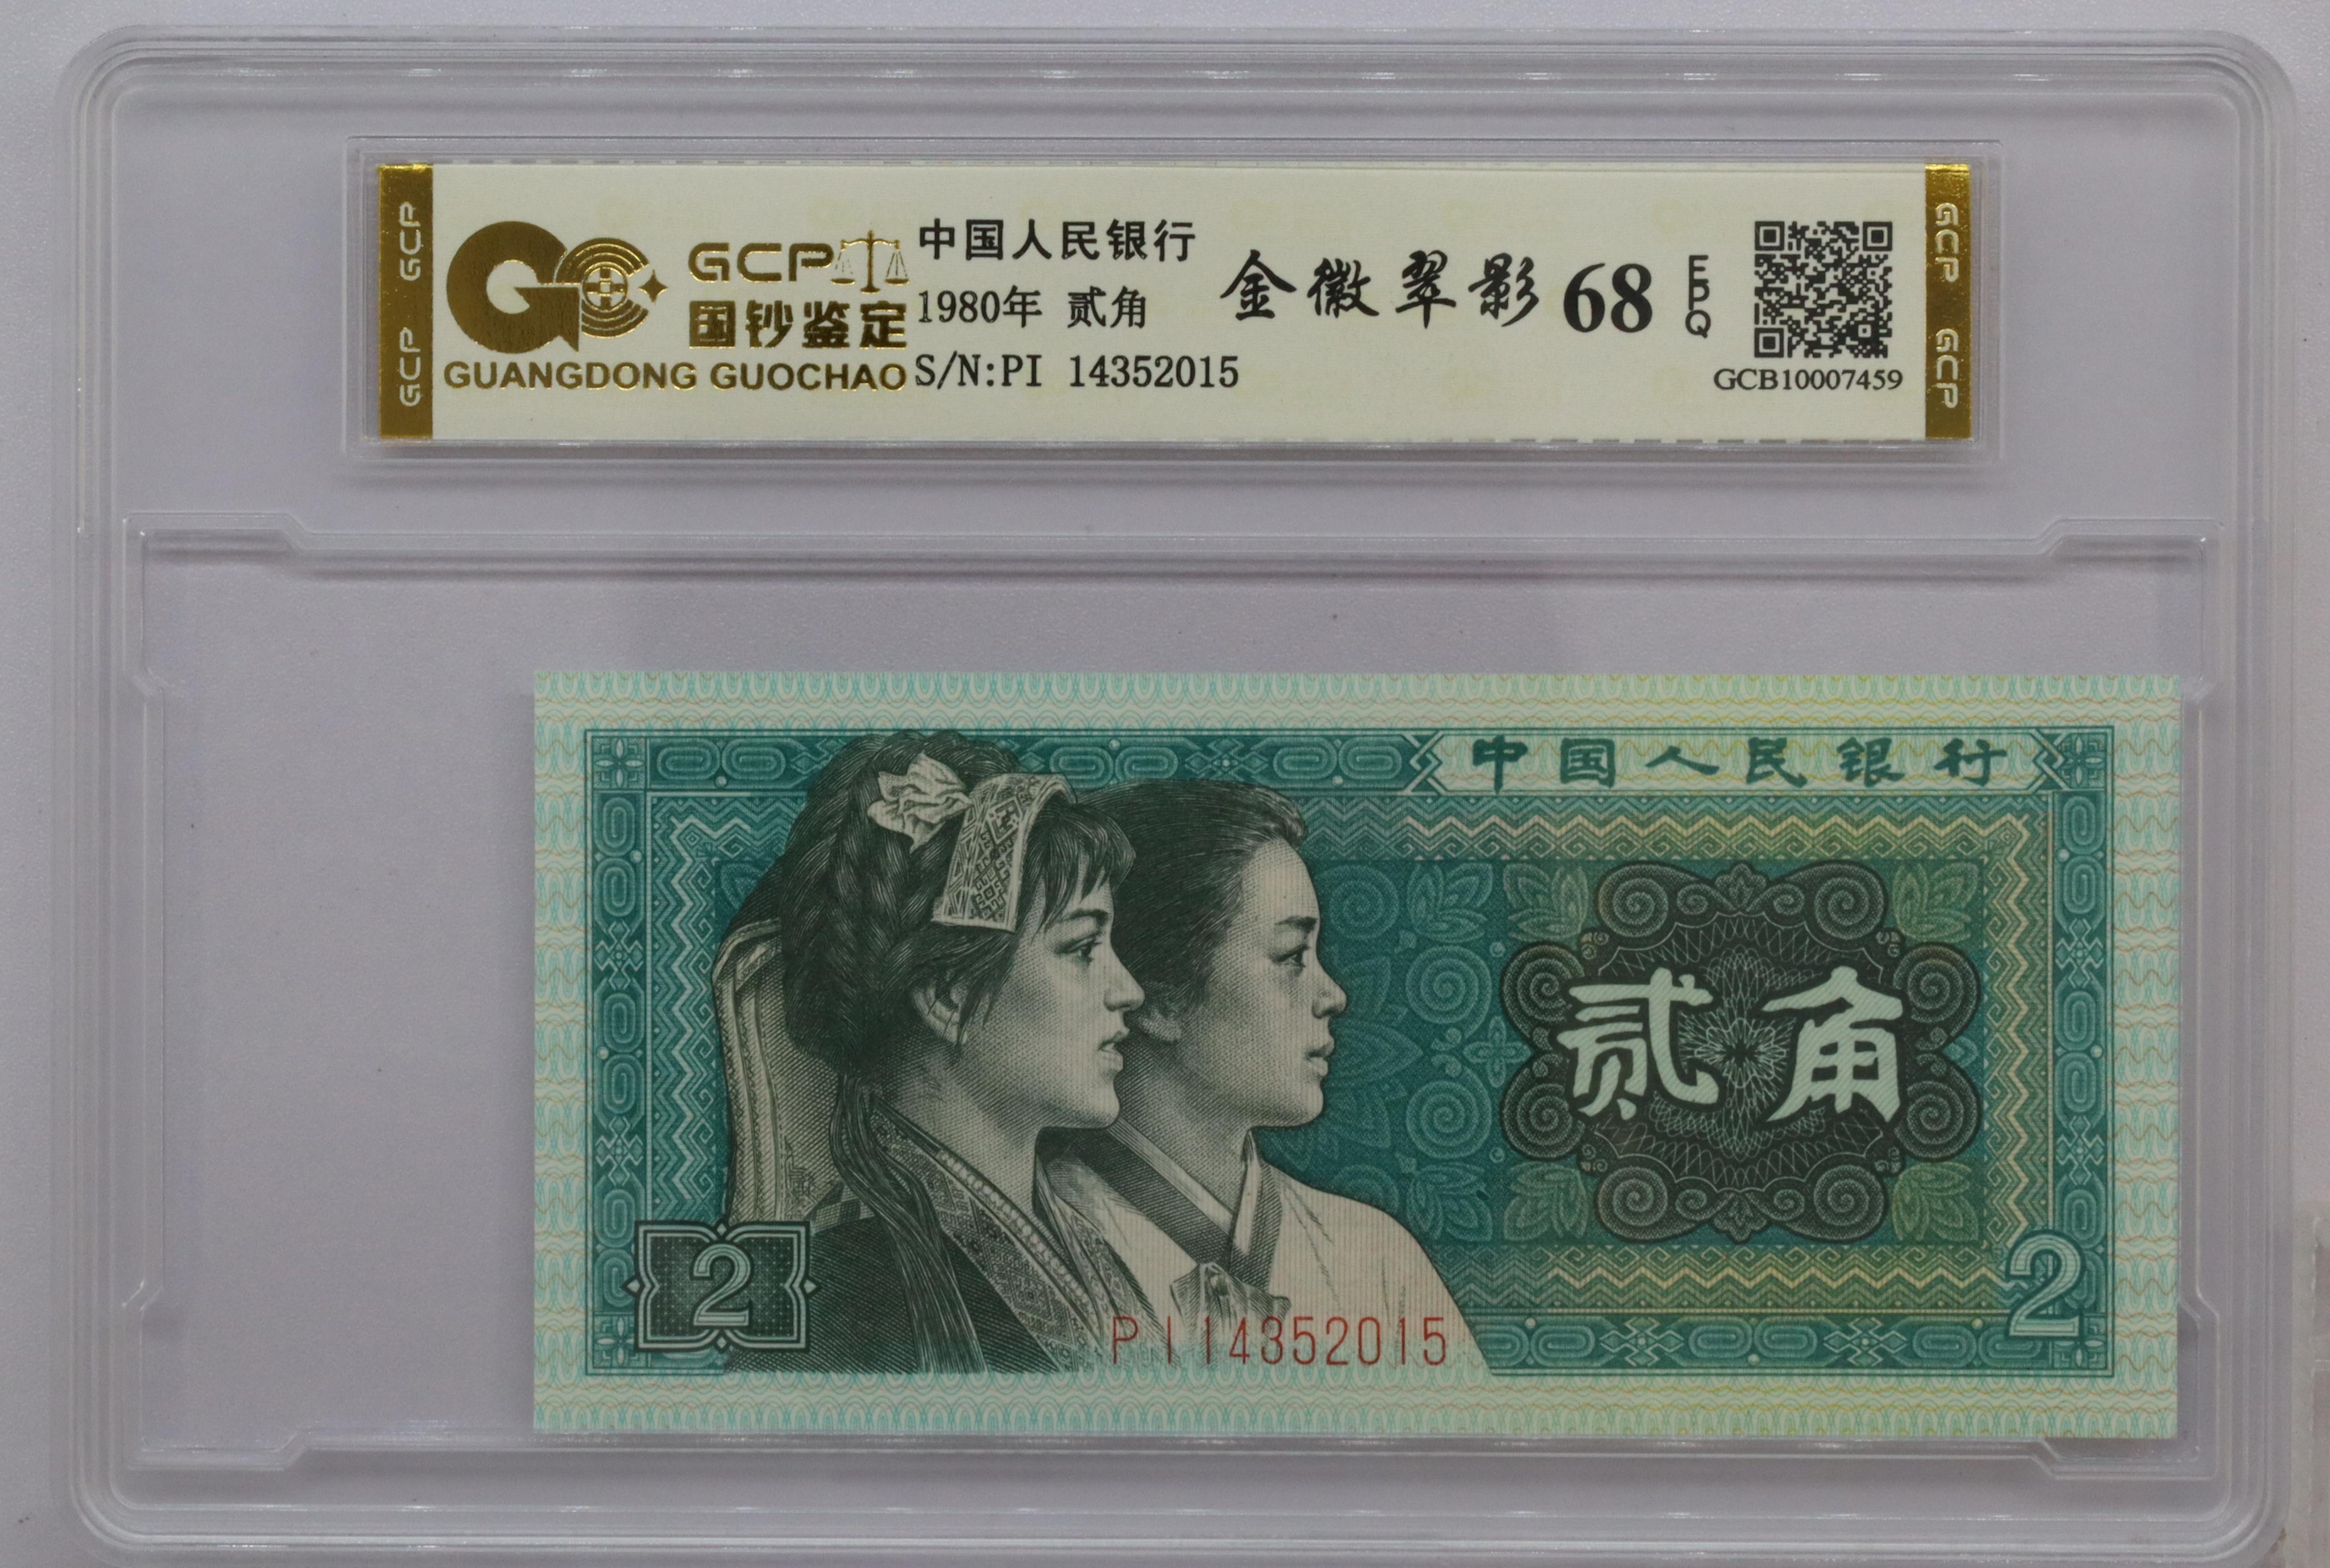 GCP GCP
GCP
国钞鉴定
GUANGDONG GUOCHAO
中国人民银行
1980年 贰角
S/N:PI 14352015
金徽翠影 68 EPQ
GCB10007459
GCP GCP
中国人民银行
贰角
2
2
PI14352015